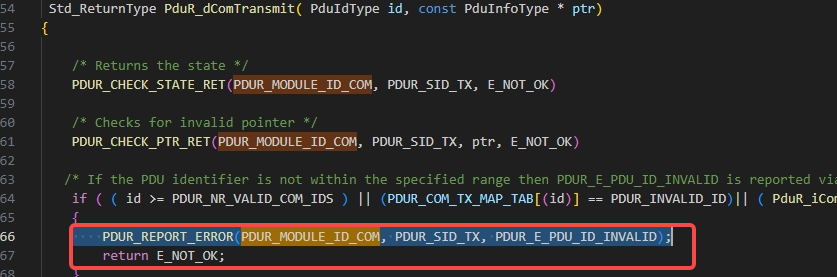 54 Std_ReturnType PduR_dComTransmit( PduIdType id, const PduInfoType * ptr)
55 {
56
57 /* Returns the state */
58 PDUR_CHECK_STATE_RET(PDUR_MODULE_ID_COM, PDUR_SID_TX, E_NOT_OK)
59
60 /* Checks for invalid pointer */
61 PDUR_CHECK_PTR_RET(PDUR_MODULE_ID_COM, PDUR_SID_TX, ptr, E_NOT_OK)
62
63 /* If the PDU identifier is not within the specified range then PDUR_E_PDU_ID_INVALID is reported via
64 if ( ( id >= PDUR_NR_VALID_COM_IDS ) || (PDUR_COM_TX_MAP_TAB[(id)] == PDUR_INVALID_ID)|| ( PduR_iCom
65 {
66 PDUR_REPORT_ERROR(PDUR_MODULE_ID_COM, PDUR_SID_TX, PDUR_E_PDU_ID_INVALID);
67 return E_NOT_OK;
68 }